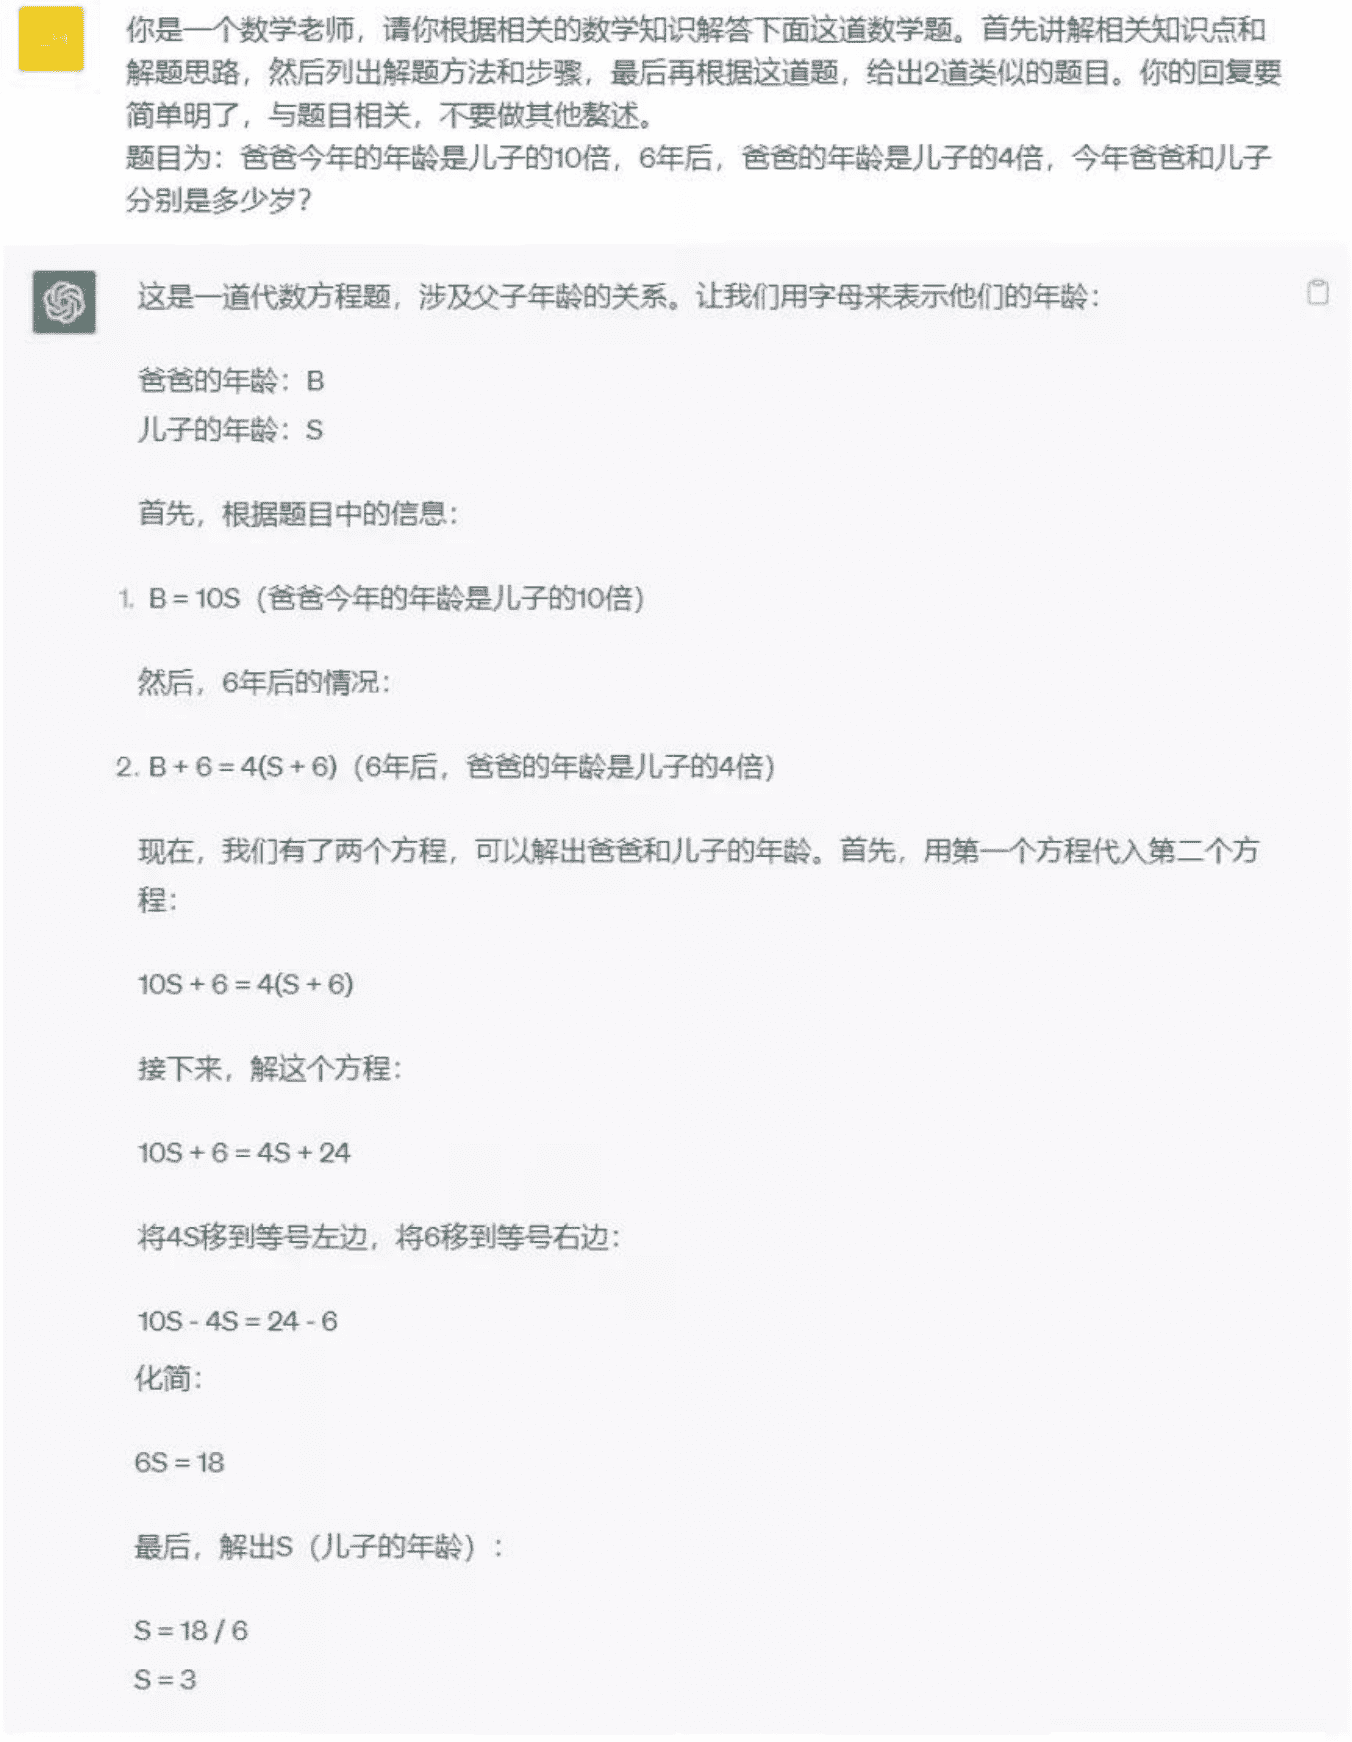 你是一个数学老师，请你根据相关的数学知识解答下面这道数学题。首先讲解相关知识点和
解题思路，然后列出解题方法和步骤，最后再根据这道题，给出2道类似的题目。你的回复要
简单明了，与题目相关，不要做其他赘述。
题目为：爸爸今年的年龄是儿子的10倍，6年后，爸爸的年龄是儿子的4倍，今年爸爸和儿子
分别是多少岁？
这是一道代数方程题，涉及父子年龄的关系。让我们用字母来表示他们的年龄：
爸爸的年龄：B
儿子的年龄：S
首先，根据题目中的信息：
1. B = 10S（爸爸今年的年龄是儿子的10倍）
然后，6年后的情况：
2. B + 6 = 4(S + 6)（6年后，爸爸的年龄是儿子的4倍）
现在，我们有了两个方程，可以解出爸爸和儿子的年龄。首先，用第一个方程代入第二个方
程：
10S + 6 = 4(S + 6)
接下来，解这个方程：
10S + 6 = 4S + 24
将4S移到等号左边，将6移到等号右边：
10S - 4S = 24 - 6
化简：
6S = 18
最后，解出S（儿子的年龄）：
S = 18 / 6
S = 3